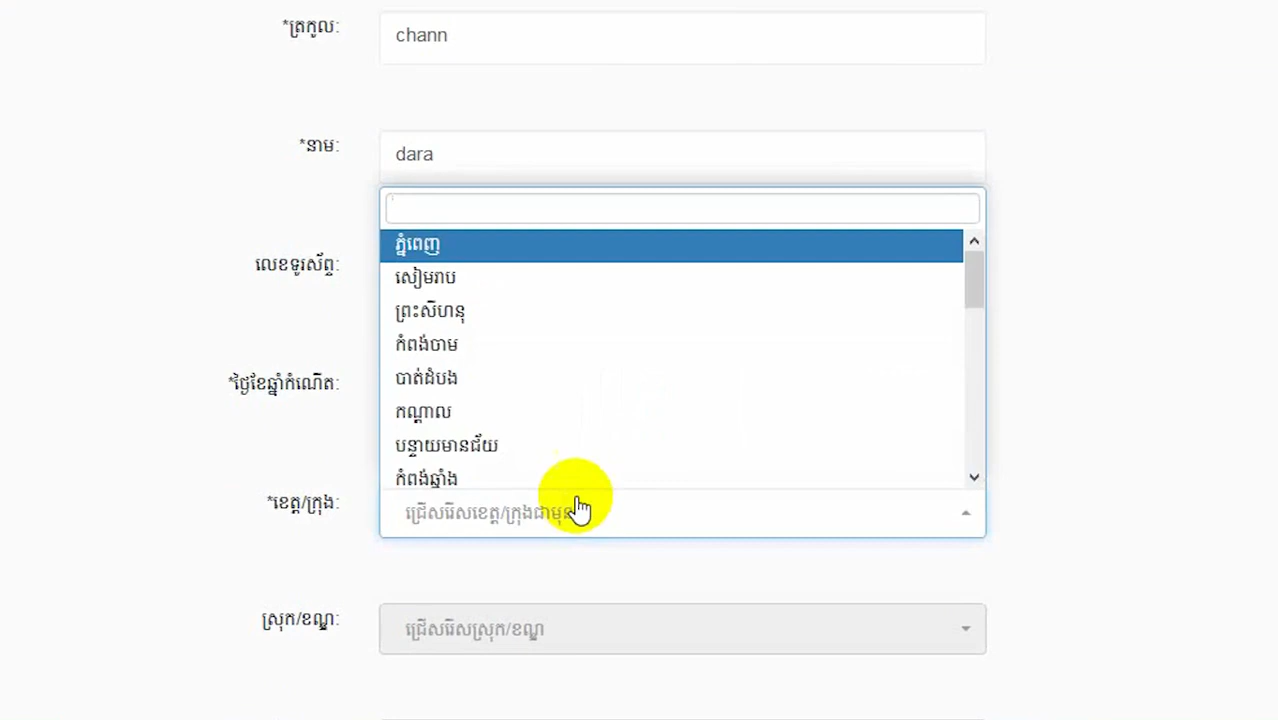 *ត្រកូល:
chann
*នាម:
dara
លេខទូរស័ព្ទ:
ភ្នំពេញ
សៀមរាប
ព្រះសីហនុ
កំពង់ចាម
បាត់ដំបង
កណ្តាល
បន្ទាយមានជ័យ
កំពង់ឆ្នាំង
*ថ្ងៃខែឆ្នាំកំណើត:
*ខេត្ត/ក្រុង:
ជ្រើសរើសខេត្ត/ក្រុងជាមុន
ស្រុក/ខណ្ឌ:
ជ្រើសរើសស្រុក/ខណ្ឌ